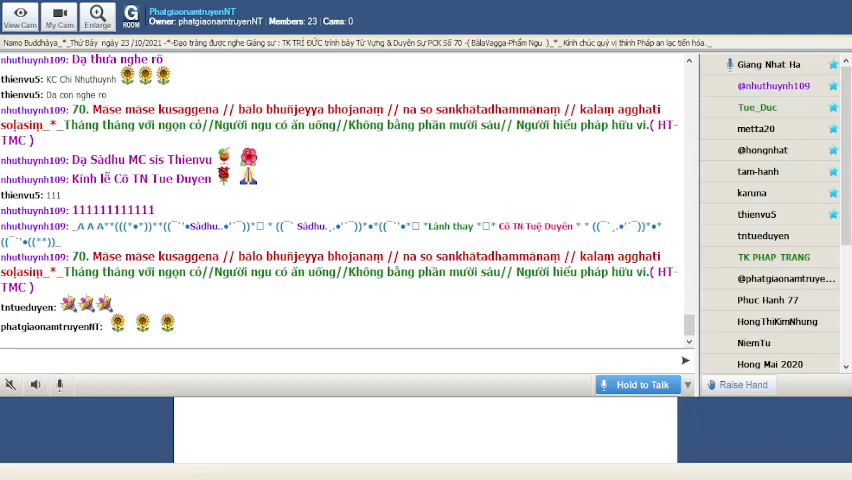 View Cam
My Cam
Enlarge
G
ROOM
PhatgiaonamtruyenNT
Owner: phatgiaonamtruyenNT | Members: 23 | Cams: 0
Namo Buddhàya_*_Thứ Bảy ngày 23 /10/2021 -*-Đạo tràng được nghe Giảng sư : TK TRÍ ĐỨC trình bày Từ Vựng & Duyên Sự PCK Số 70 -( BālaVagga-Phẩm Ngu )_*_ Kính chúc quý vị thính Pháp an lạc tiến hóa._
nhuthuynh109: Dạ thưa nghe rõ
thienvu5: KC Chi Nhuthuynh
thienvu5: Da con nghe ro
nhuthuynh109: 70. Māse māse kusaggena // bālo bhuñjeyya bhojanaṃ // na so sankhātadhammānaṃ // kalaṃ agghati
soḷasiṃ_*_Tháng tháng với ngọn cỏ//Người ngu có ăn uống//Không bằng phần mười sáu// Người hiểu pháp hữu vi.( HT-
TMC )
nhuthuynh109: Dạ Sàdhu MC sis Thienvu
nhuthuynh109: Kính lễ Cô TN Tue Duyen
thienvu5: 111
nhuthuynh109: 111111111111
nhuthuynh109: _A A A**(((*●*))**((¯`'●Sàdhu..●'´¯))*□ * ((¯` Sàdhu.¸.●'´¯))*●*((¯`'●*□ *Lành thay *□* Cô TN Tuệ Duyên * * ((¯`¸.●'´¯))*●*
((¯`'●((**))_
nhuthuynh109: 70. Māse māse kusaggena // bālo bhuñjeyya bhojanaṃ // na so sankhātadhammānaṃ // kalaṃ agghati
soḷasiṃ_*_Tháng tháng với ngọn cỏ//Người ngu có ăn uống//Không bằng phần mười sáu// Người hiểu pháp hữu vi.( HT-
TMC )
tntueduyen:
phatgiaonamtruyenNT:
Hold to Talk
Giang Nhat Ha
@nhuthuynh109
Tue_Duc
metta20
@hongnhat
tam-hanh
karuna
thienvu5
tntueduyen
TK PHAP TRANG
@phatgiaonamtruye...
Phuc Hanh 77
HongThiKimNhung
NiemTu
Hong Mai 2020
Raise Hand